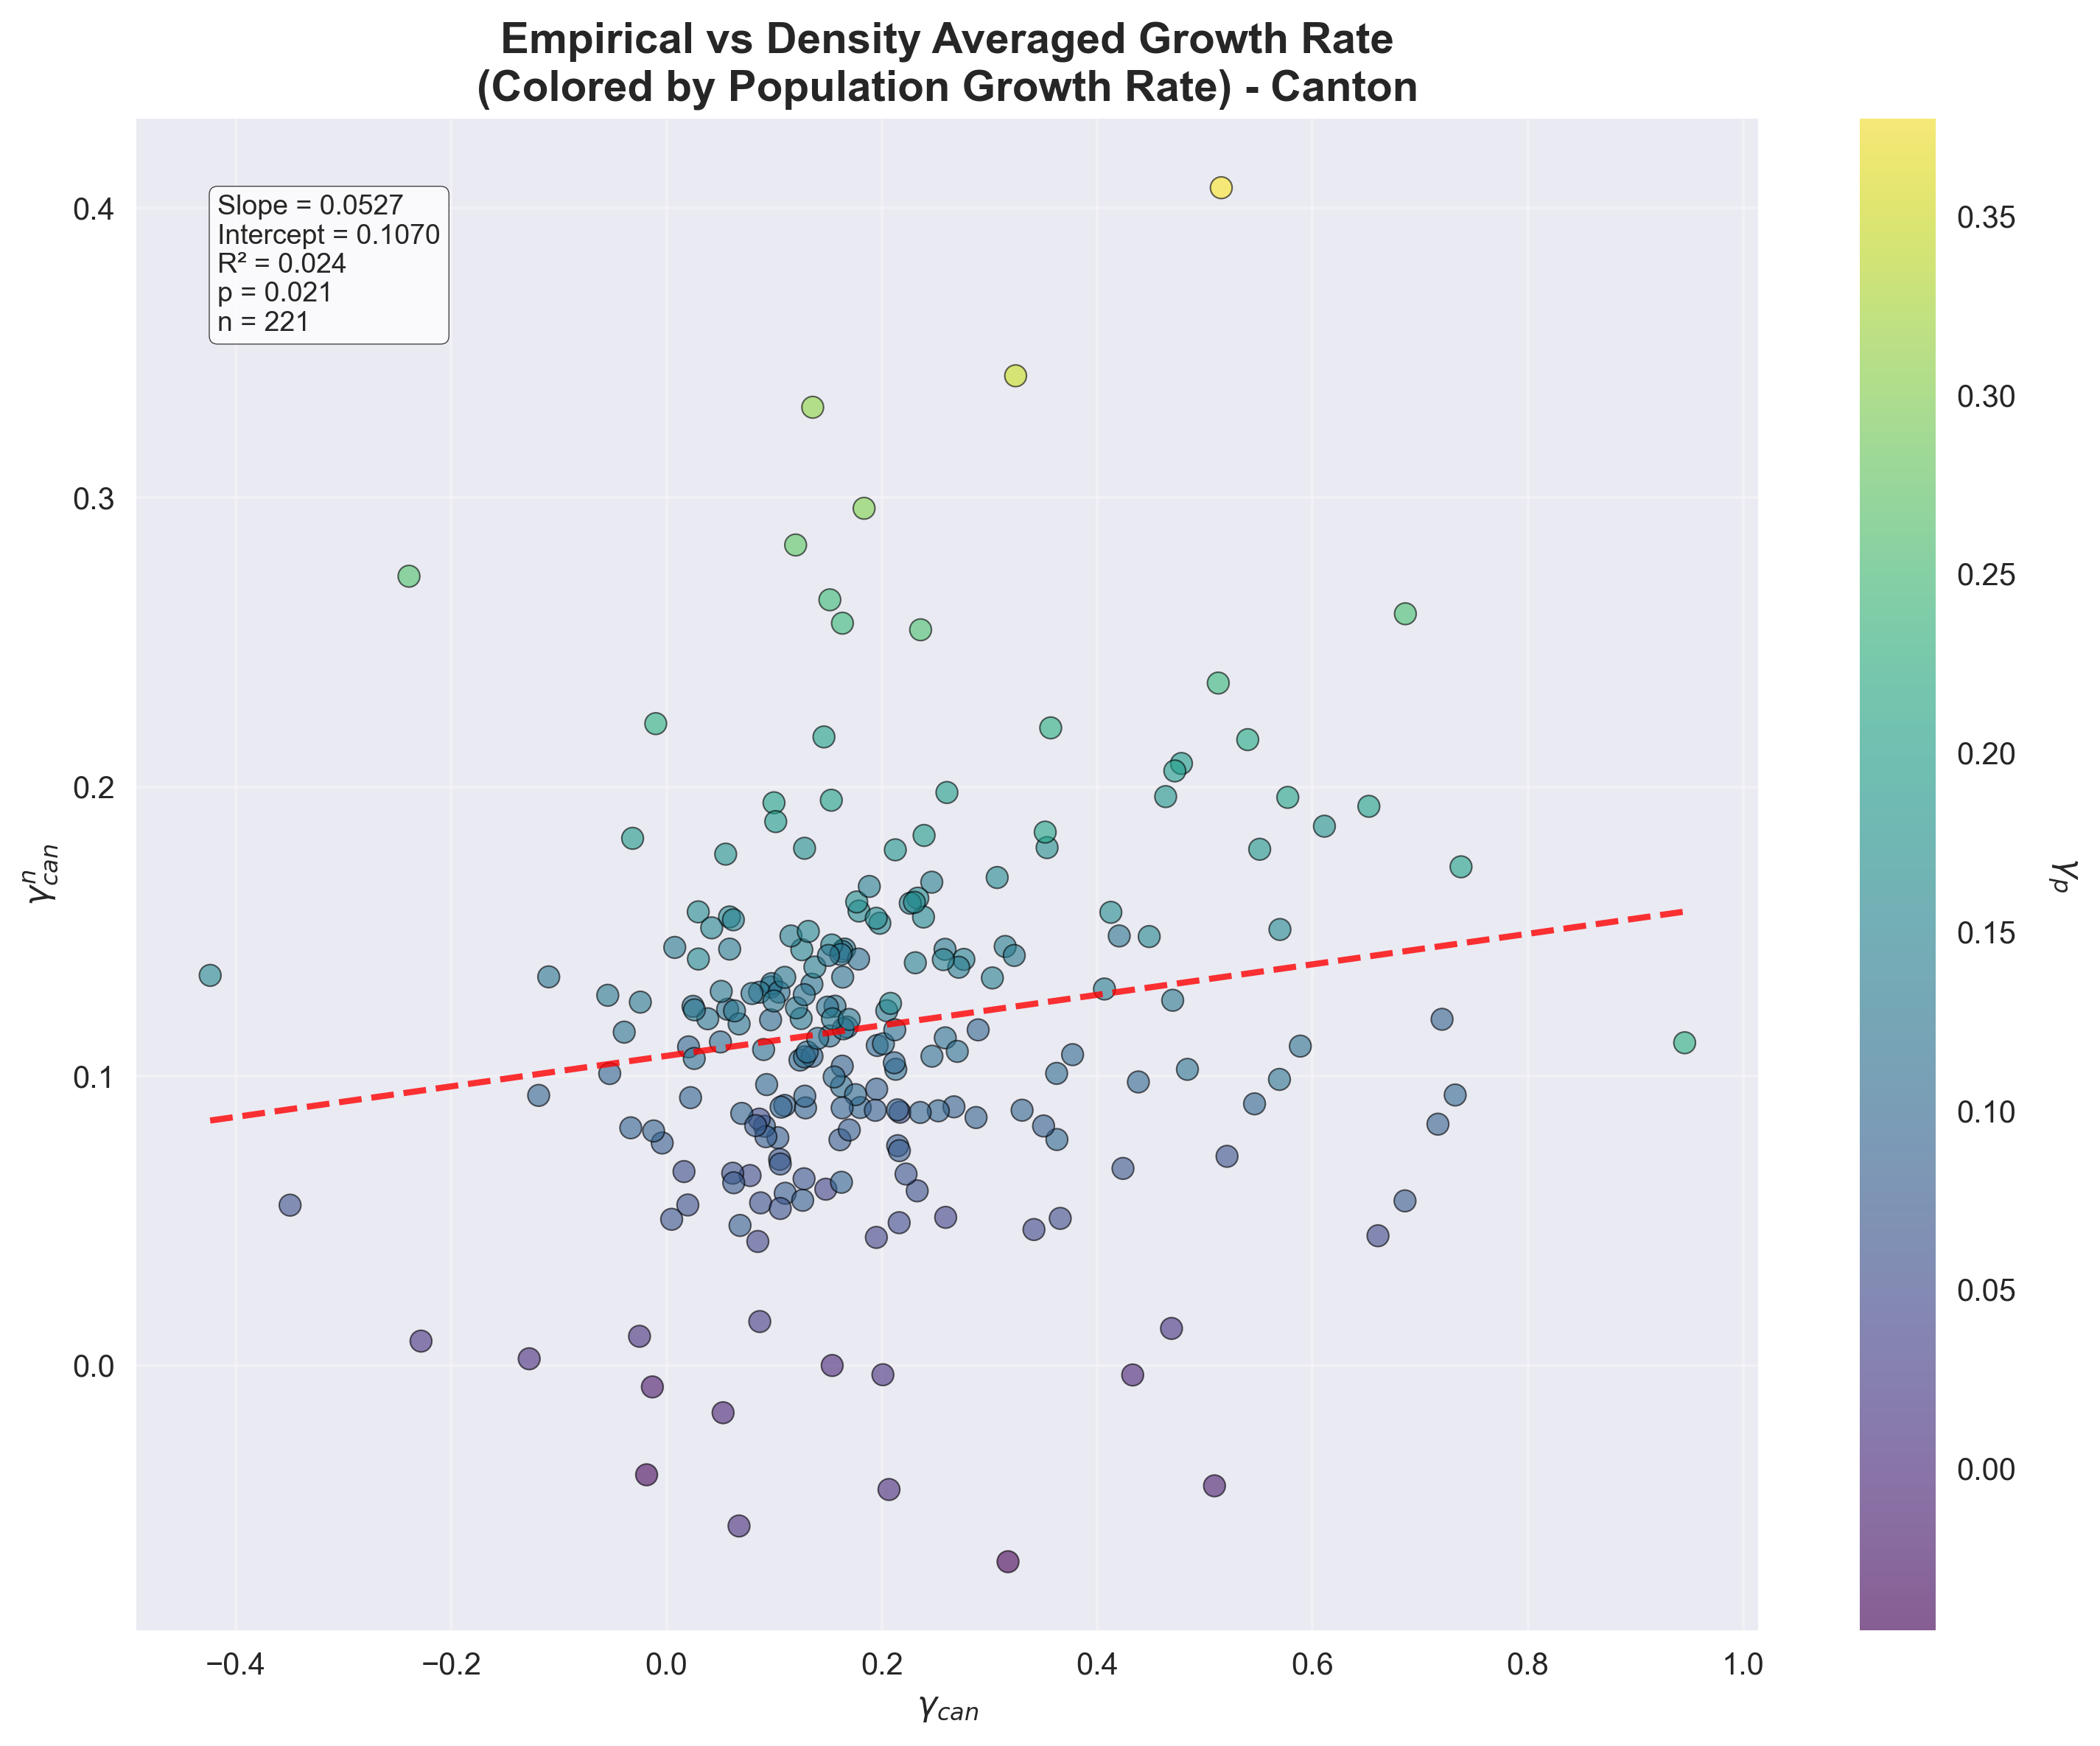 Empirical vs Density Averaged Growth Rate
(Colored by Population Growth Rate) - Canton
Slope = 0.0527
Intercept = 0.1070
R² = 0.024
p = 0.021
n = 221
0.4
0.3
0.2
0.1
0.0
γⁿ_can
−0.4
−0.2
0.0
0.2
0.4
0.6
0.8
1.0
γ_can
0.35
0.30
0.25
0.20
0.15
0.10
0.05
0.00
γ_p